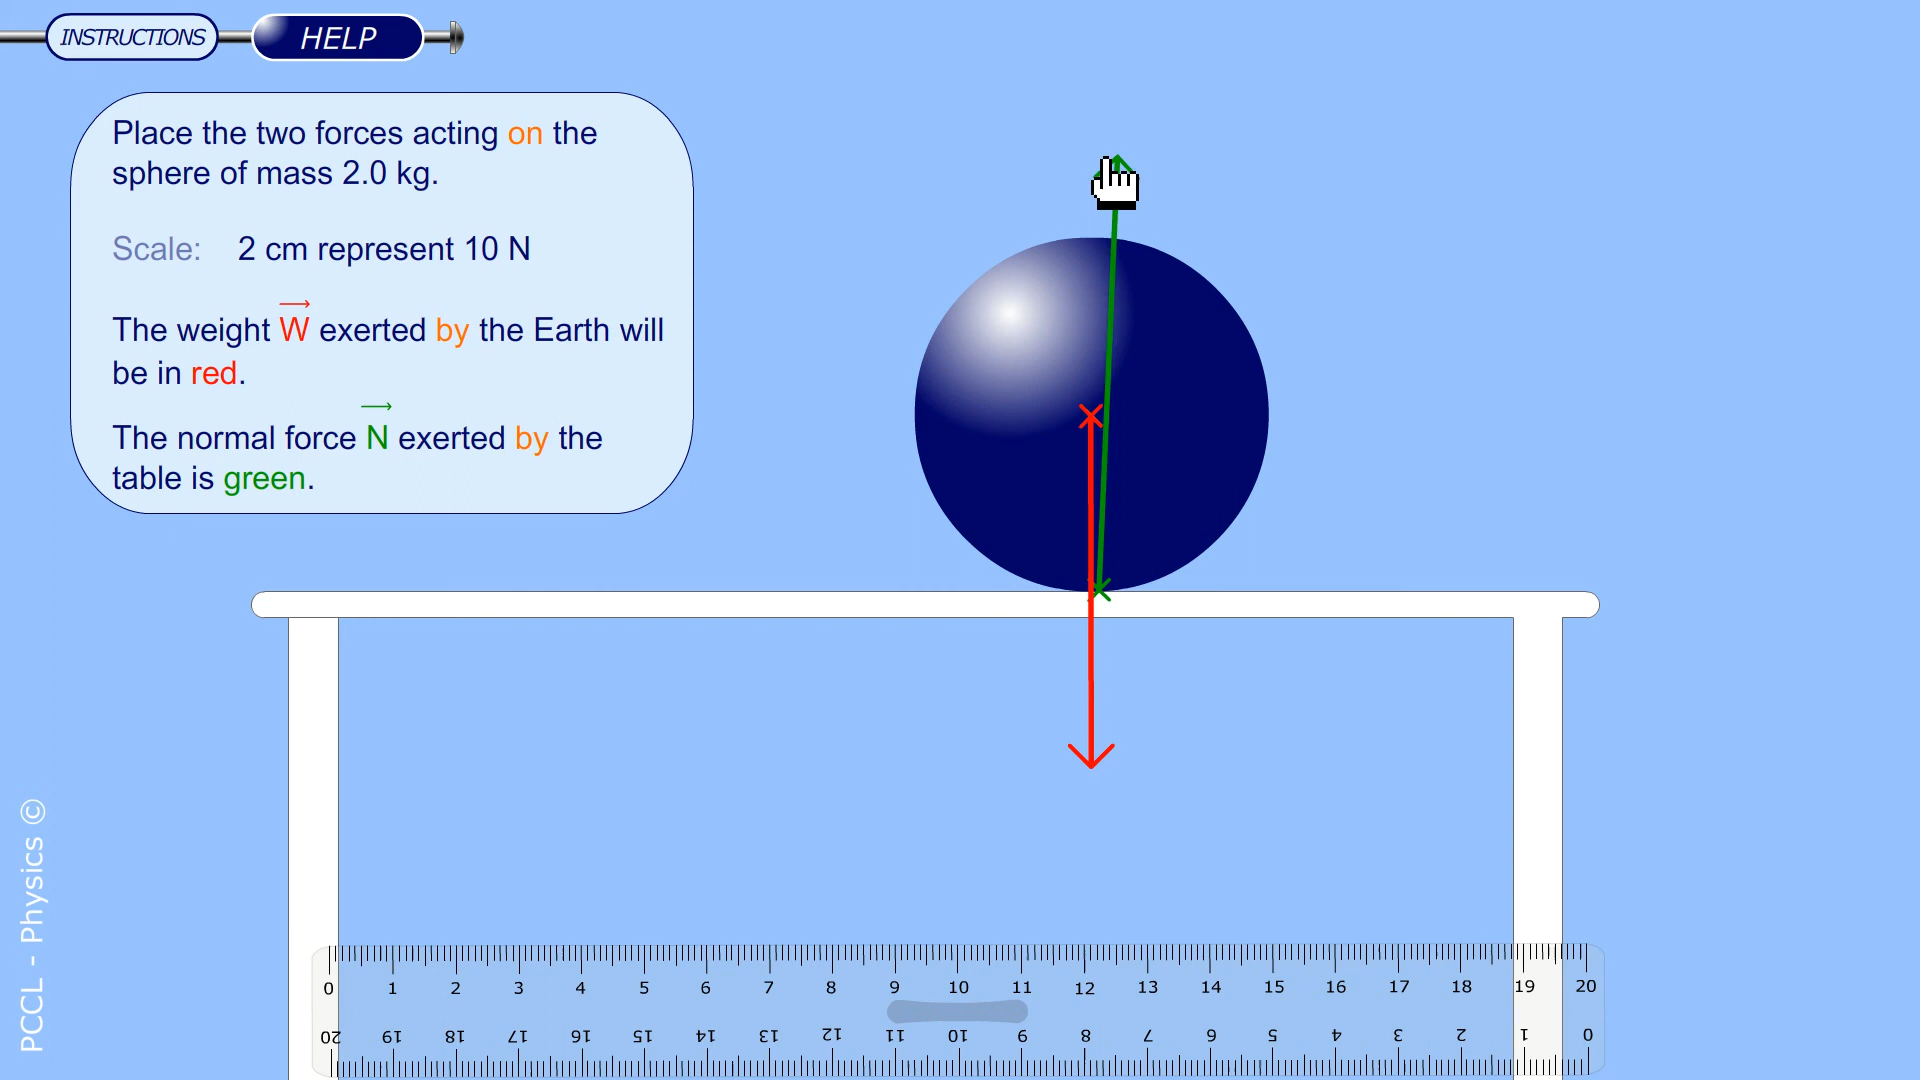 INSTRUCTIONS HELP
Place the two forces acting on the
sphere of mass 2.0 kg.
Scale: 2 cm represent 10 N
The weight W exerted by the Earth will
be in red.
The normal force N exerted by the
table is green.
PCCL - Physics ©
0 1 2 3 4 5 6 7 8 9 10 11 12 13 14 15 16 17 18 19 20
20 19 18 17 16 15 14 13 12 11 10 9 8 7 6 5 4 3 2 1 0